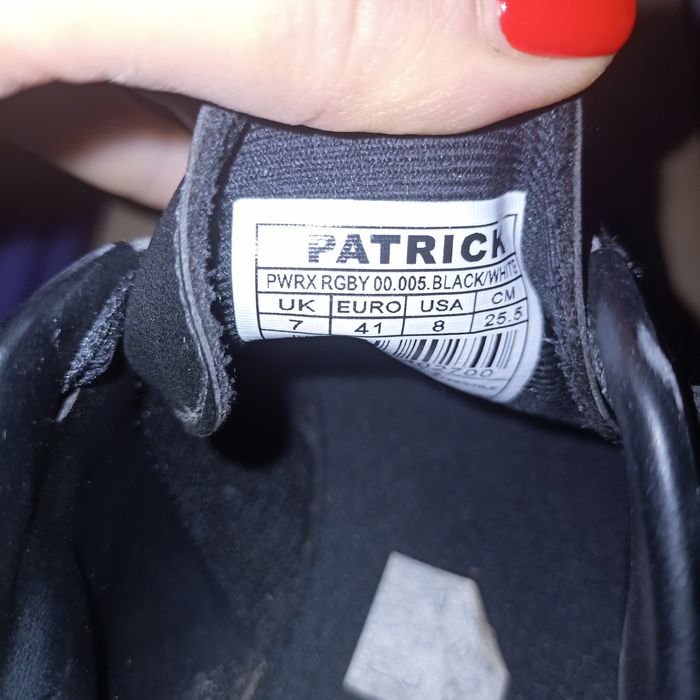 PATRICK
PWRX RGBY 00.005.BLACK/WHITE
UK EURO USA CM
7 41 8 25.5